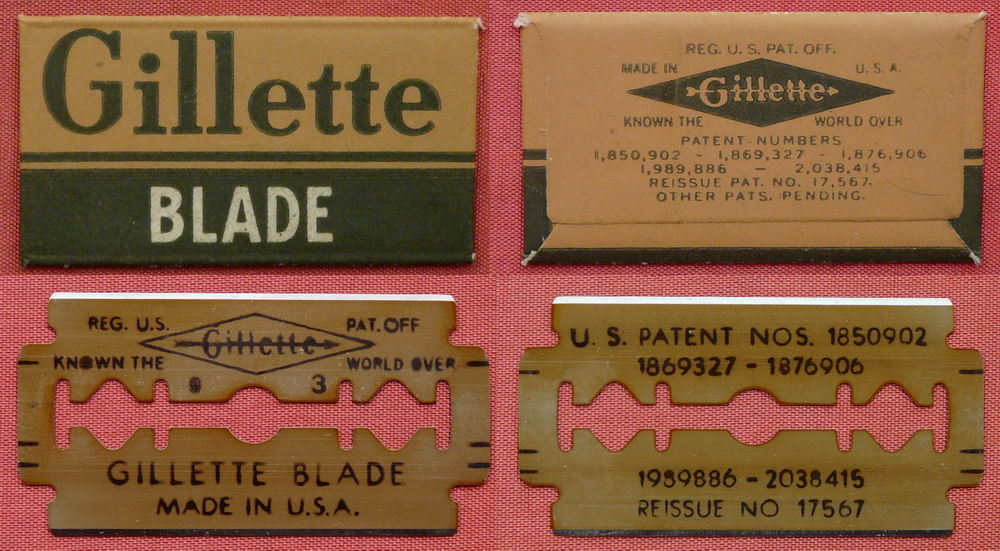 Gillette
BLADE
REG. U. S. PAT. OFF.
MADE IN Gillette U. S. A.
KNOWN THE WORLD OVER
PATENT NUMBERS
1,850,902 - 1,869,327 - 1,876,906
1,989,886 - 2,038,415
REISSUE PAT. NO. 17,567.
OTHER PATS. PENDING.
REG. U.S. Gillette PAT. OFF
KNOWN THE WORLD OVER
9 3
GILLETTE BLADE
MADE IN U.S.A.
U. S. PATENT NOS. 1850902
1869327 - 1876906
1989886 - 2038415
REISSUE NO 17567